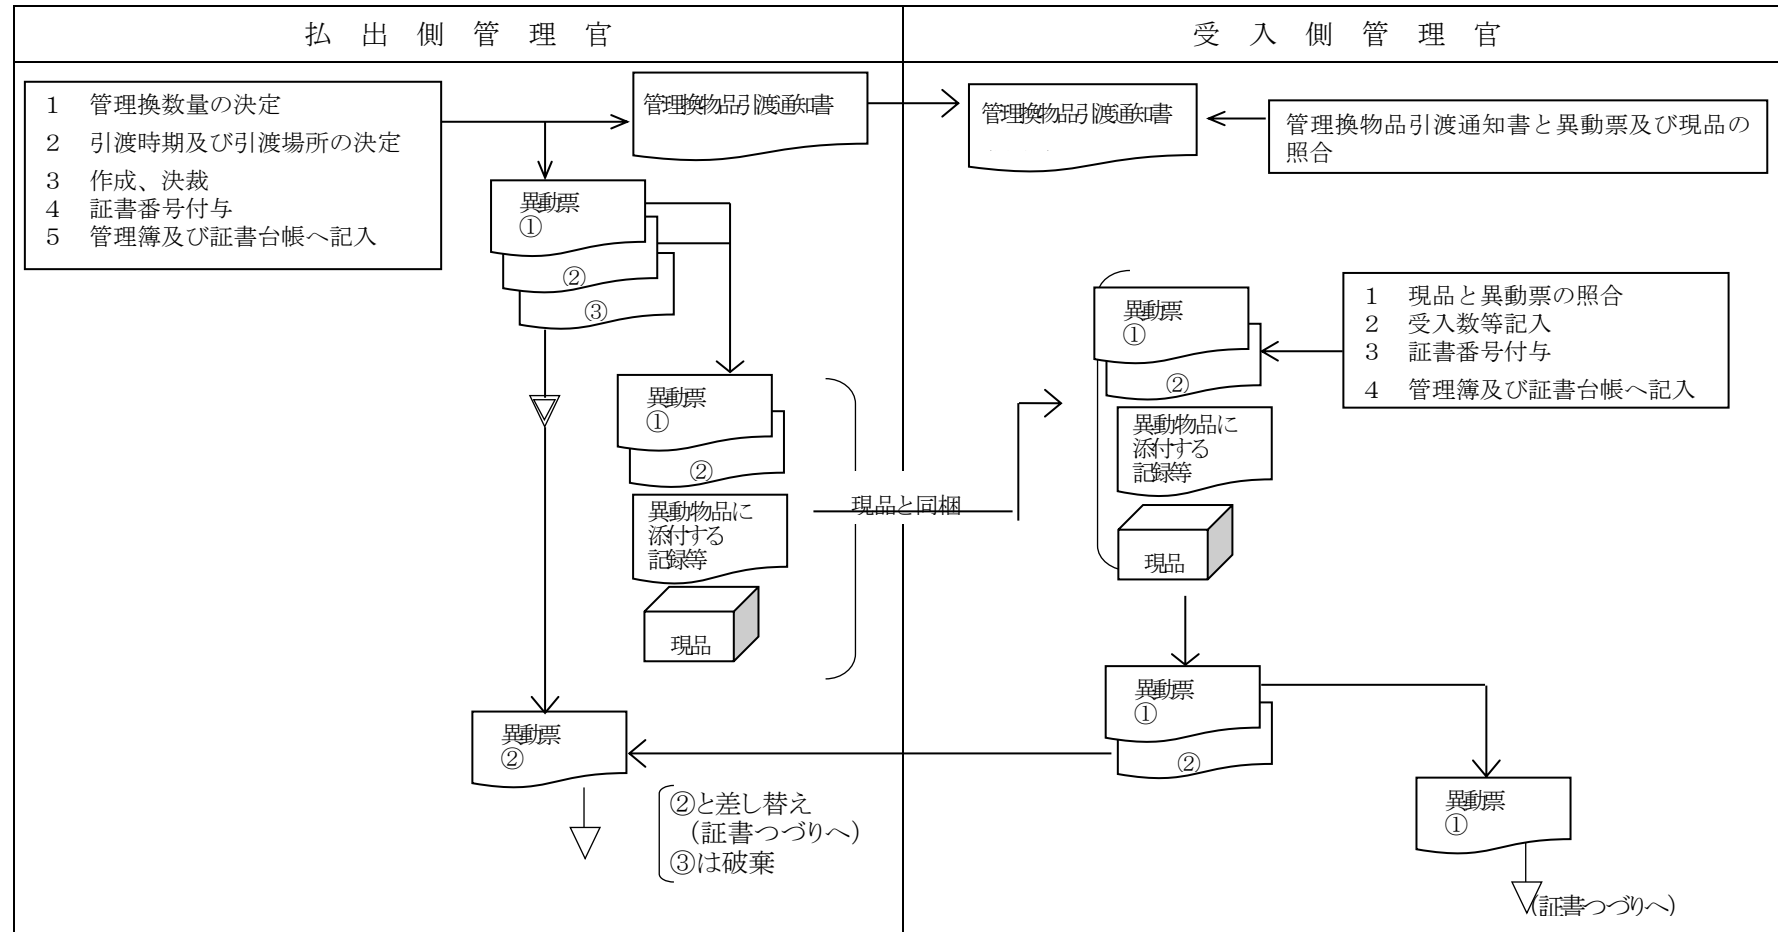 払出側管理官
受入側管理官
1 管理換数量の決定
2 引渡時期及び引渡場所の決定
3 作成、決裁
4 証書番号付与
5 管理簿及び証書台帳へ記入
管理換物品引渡通知書
管理換物品引渡通知書
管理換物品引渡通知書と異動票及び現品の
照合
異動票
①
②
③
異動票
①
②
異動物品に
添付する
記録等
現品
現品と同梱
異動票
①
②
異動物品に
添付する
記録等
現品
1 現品と異動票の照合
2 受入数等記入
3 証書番号付与
4 管理簿及び証書台帳へ記入
異動票
①
②
異動票
②
②と差し替え
(証書つづりへ)
③は破棄
異動票
①
(証書つづりへ)